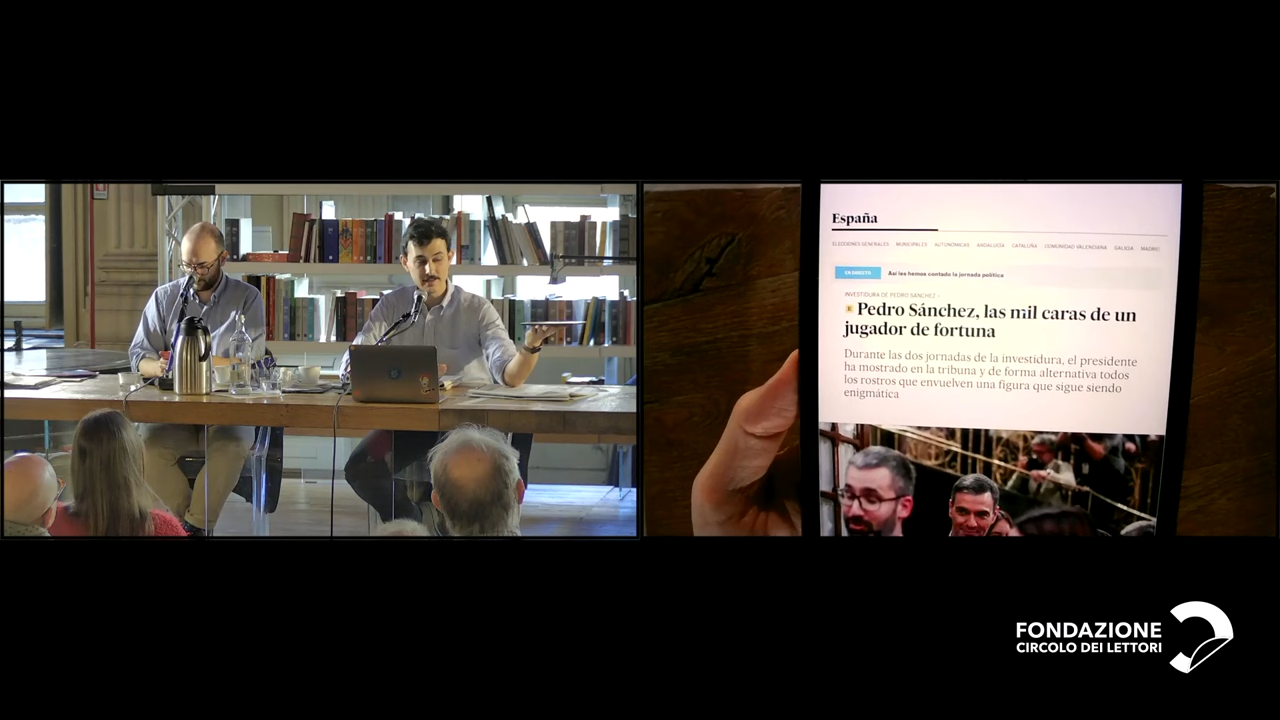 España
ELECCIONES GENERALES MUNICIPALES AUTONÓMICAS ANDALUCÍA CATALUÑA COMUNIDAD VALENCIANA GALICIA MADRID
EN DIRECTO Así les hemos contado la jornada política
INVESTIDURA DE PEDRO SÁNCHEZ
E Pedro Sánchez, las mil caras de un
jugador de fortuna
Durante las dos jornadas de la investidura, el presidente
ha mostrado en la tribuna y de forma alternativa todos
los rostros que envuelven una figura que sigue siendo
enigmática
FONDAZIONE
CIRCOLO DEI LETTORI